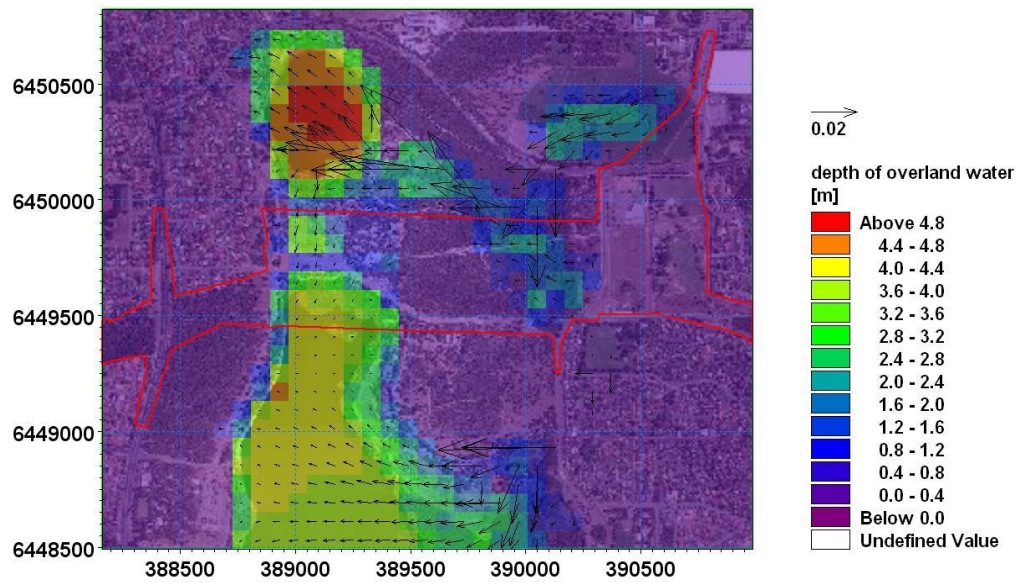 6450500
6450000
6449500
6449000
6448500
388500 389000 389500 390000 390500
0.02
depth of overland water
[m]
Above 4.8
4.4 - 4.8
4.0 - 4.4
3.6 - 4.0
3.2 - 3.6
2.8 - 3.2
2.4 - 2.8
2.0 - 2.4
1.6 - 2.0
1.2 - 1.6
0.8 - 1.2
0.4 - 0.8
0.0 - 0.4
Below 0.0
Undefined Value